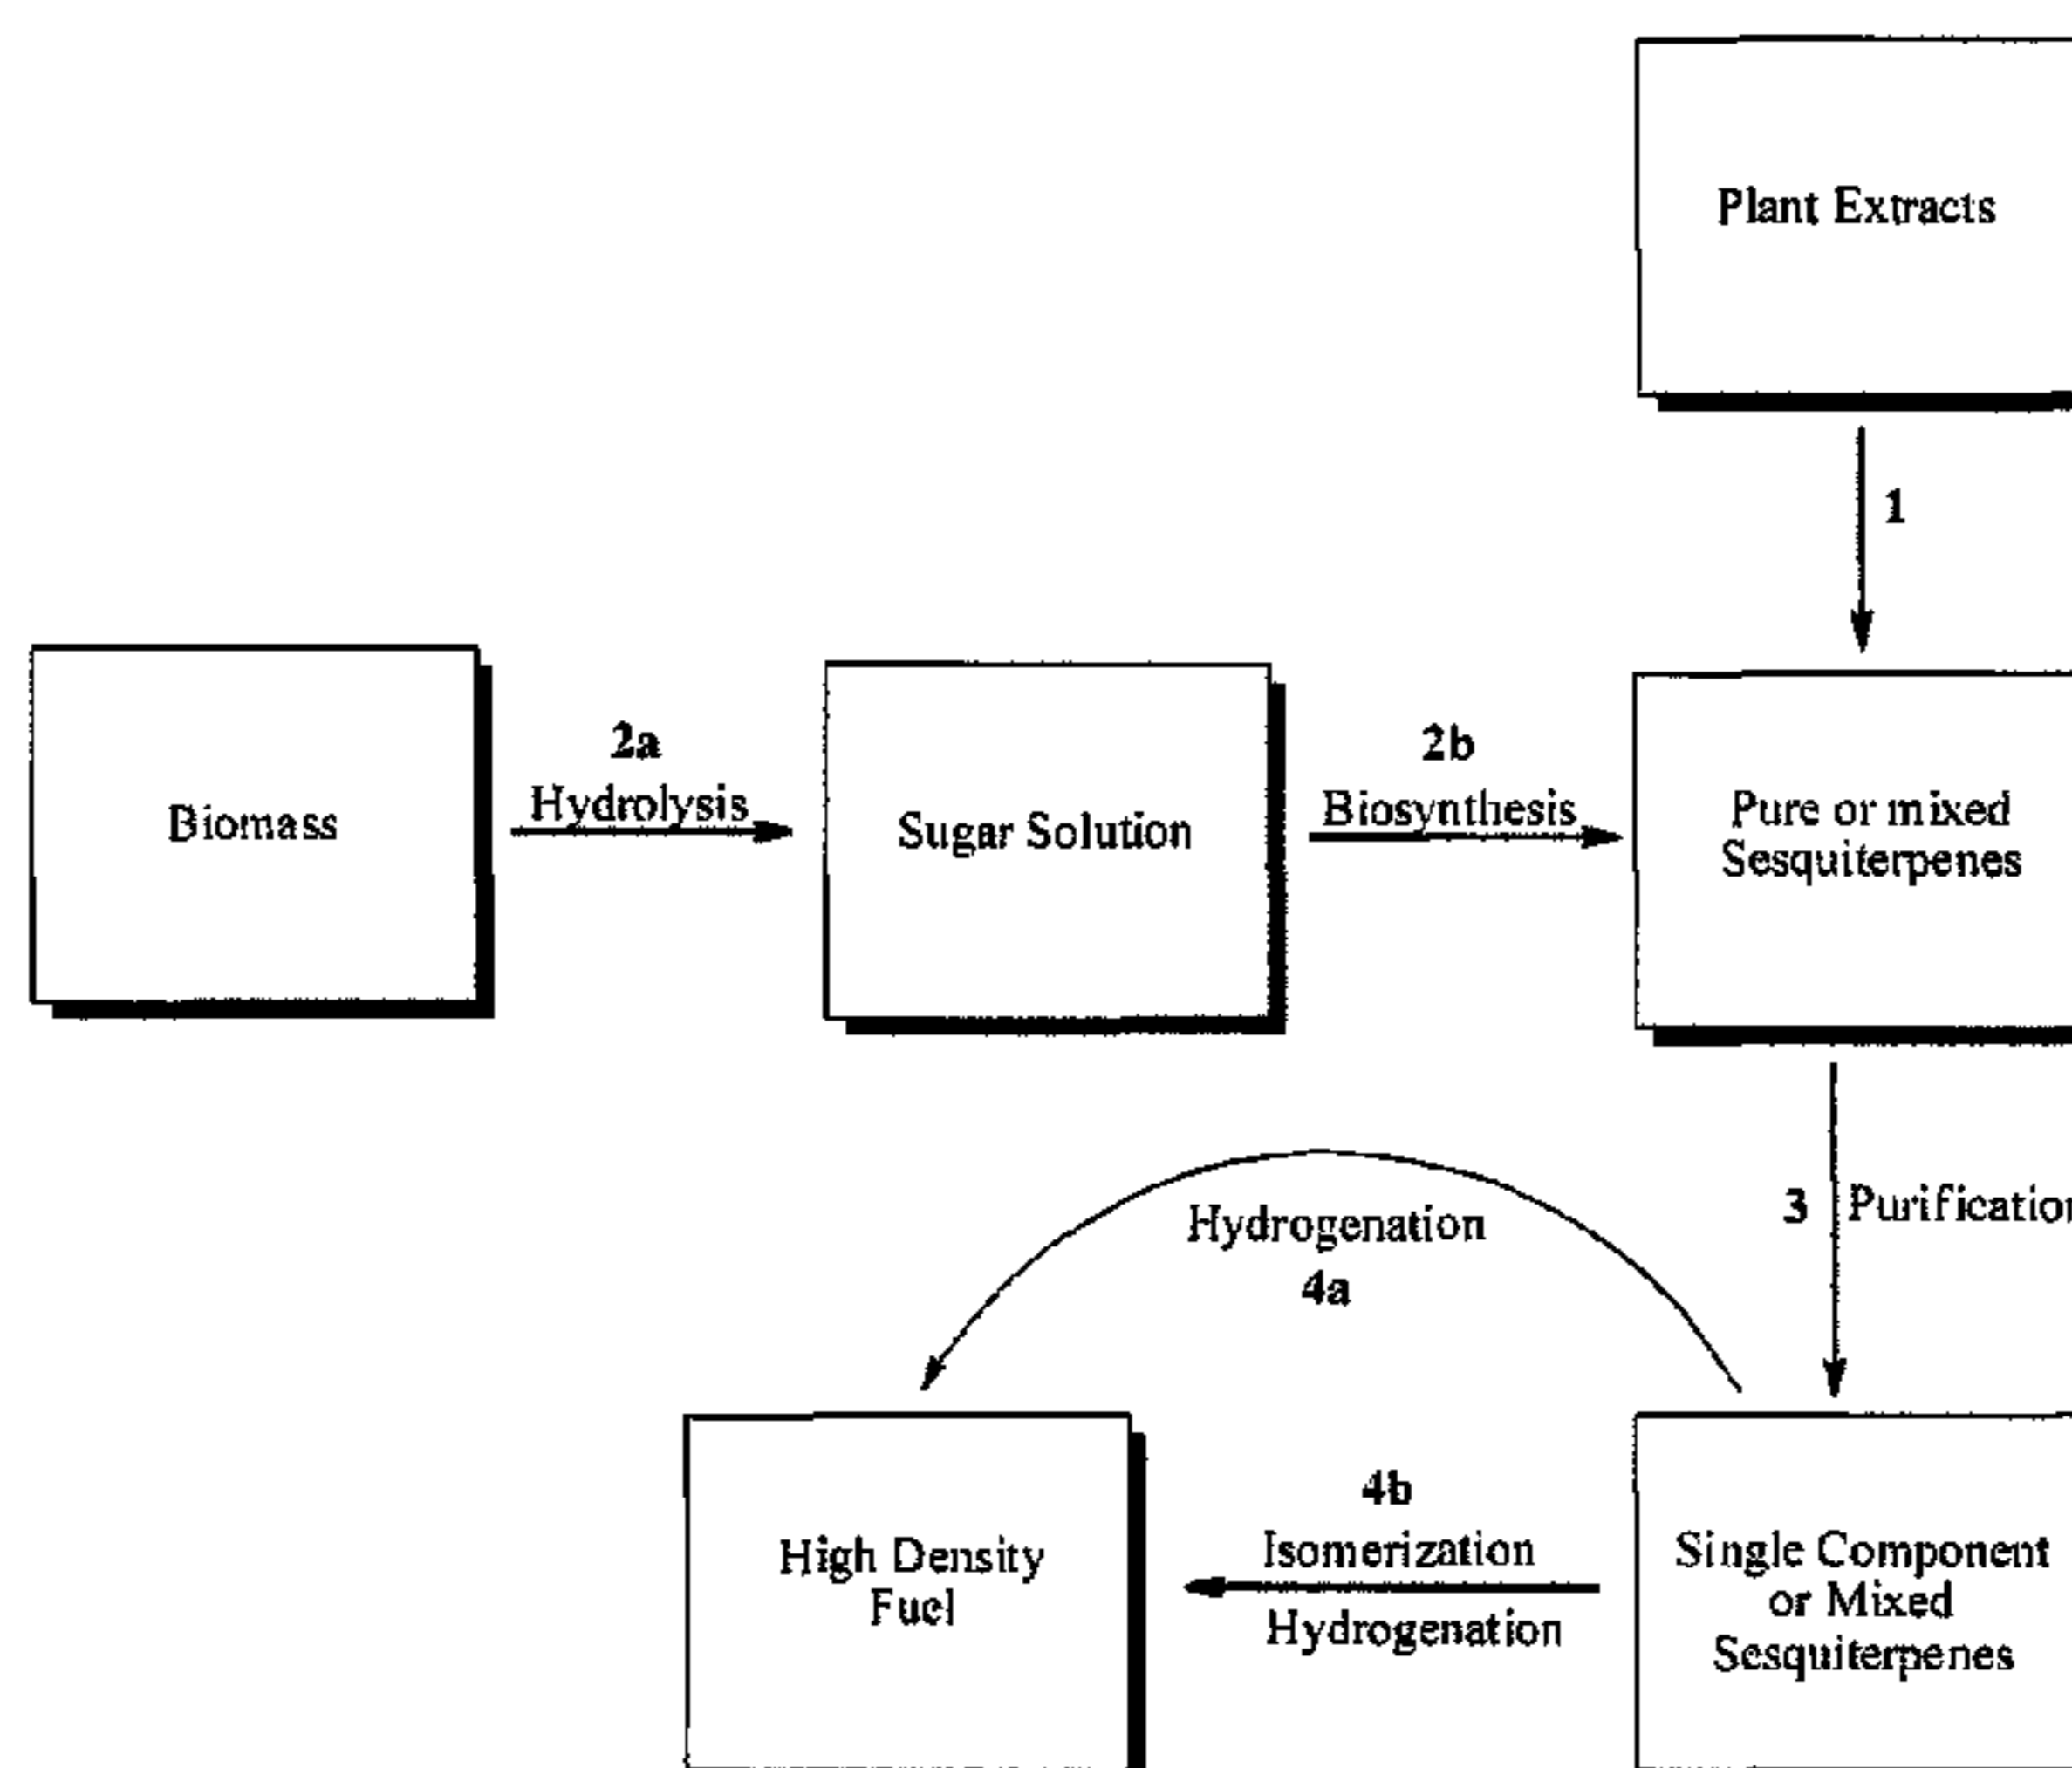 Plant Extracts
1
Biomass
2a
Hydrolysis
Sugar Solution
2b
Biosynthesis
Pure or mixed
Sesquiterpenes
3 Purification
Hydrogenation
4a
High Density
Fuel
4b
Isomerization
Hydrogenation
Single Component
or Mixed
Sesquiterpenes